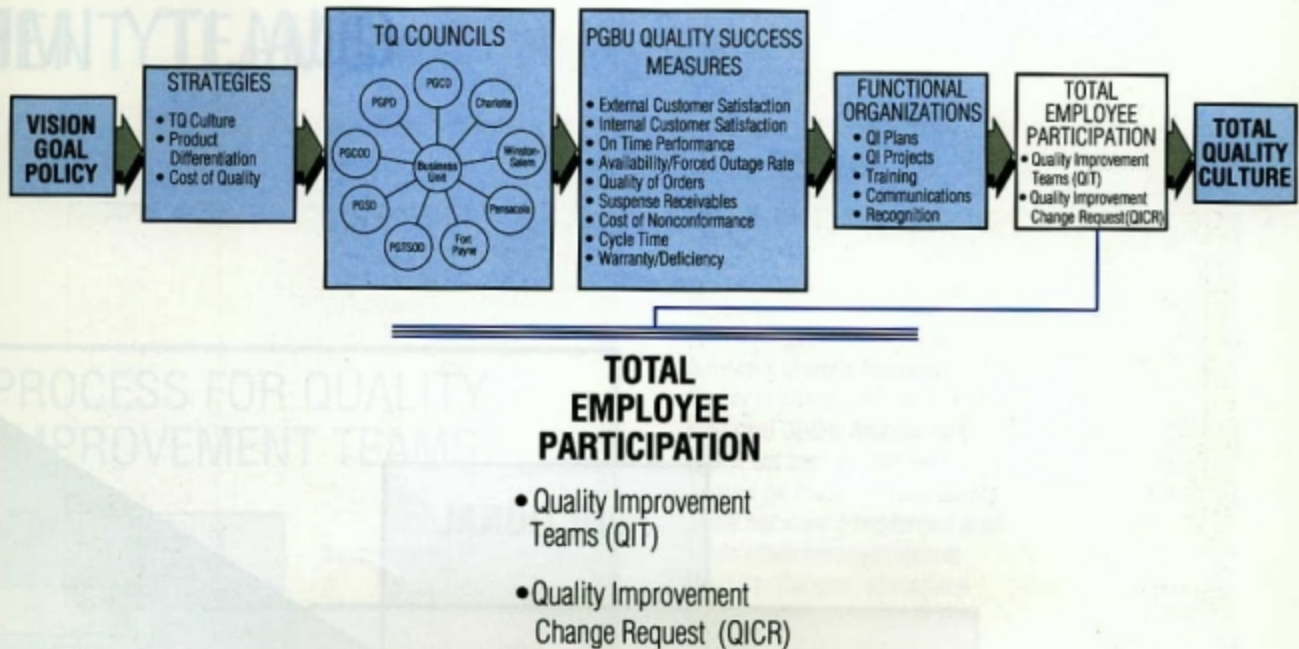 VISION
GOAL
POLICY
STRATEGIES
• TQ Culture
• Product
Differentiation
• Cost of Quality
TQ COUNCILS
PGCD
Charlotte
Winston-
Salem
Pensacola
Fort
Payne
PGTSOD
PGSD
PGCOD
PGPD
Business
Unit
PGBU QUALITY SUCCESS
MEASURES
• External Customer Satisfaction
• Internal Customer Satisfaction
• On Time Performance
• Availability/Forced Outage Rate
• Quality of Orders
• Suspense Receivables
• Cost of Nonconformance
• Cycle Time
• Warranty/Deficiency
FUNCTIONAL
ORGANIZATIONS
• QI Plans
• QI Projects
• Training
• Communications
• Recognition
TOTAL
EMPLOYEE
PARTICIPATION
• Quality Improvement
Teams (QIT)
• Quality Improvement
Change Request (QICR)
TOTAL
QUALITY
CULTURE
TOTAL
EMPLOYEE
PARTICIPATION
• Quality Improvement
Teams (QIT)
• Quality Improvement
Change Request (QICR)
PROCESS FOR QUALITY
IMPROVEMENT TEAMS